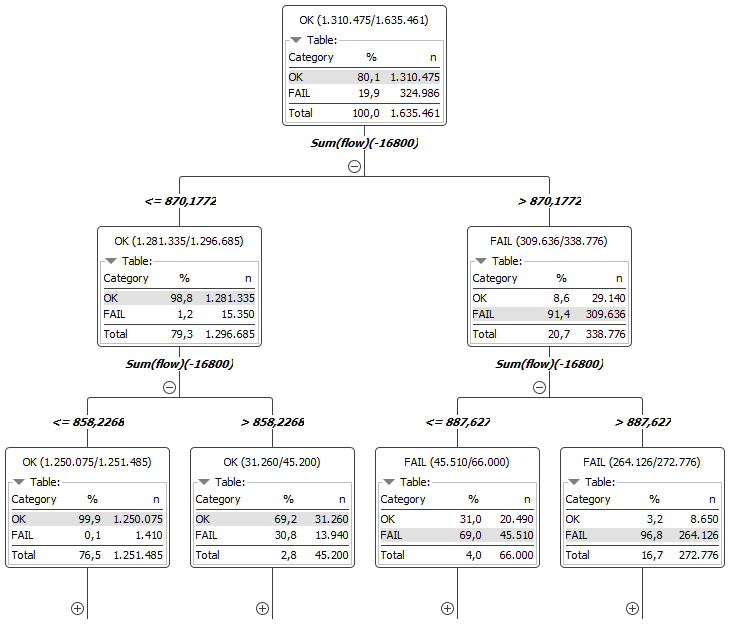 OK (1.310.475/1.635.461)
Table:
Category % n
OK 80,1 1.310.475
FAIL 19,9 324.986
Total 100,0 1.635.461
Sum(flow)(-16800)
<= 870,1772
> 870,1772
OK (1.281.335/1.296.685)
Table:
Category % n
OK 98,8 1.281.335
FAIL 1,2 15.350
Total 79,3 1.296.685
Sum(flow)(-16800)
FAIL (309.636/338.776)
Table:
Category % n
OK 8,6 29.140
FAIL 91,4 309.636
Total 20,7 338.776
Sum(flow)(-16800)
<= 858,2268
> 858,2268
<= 887,627
> 887,627
OK (1.250.075/1.251.485)
Table:
Category % n
OK 99,9 1.250.075
FAIL 0,1 1.410
Total 76,5 1.251.485
OK (31.260/45.200)
Table:
Category % n
OK 69,2 31.260
FAIL 30,8 13.940
Total 2,8 45.200
FAIL (45.510/66.000)
Table:
Category % n
OK 31,0 20.490
FAIL 69,0 45.510
Total 4,0 66.000
FAIL (264.126/272.776)
Table:
Category % n
OK 3,2 8.650
FAIL 96,8 264.126
Total 16,7 272.776